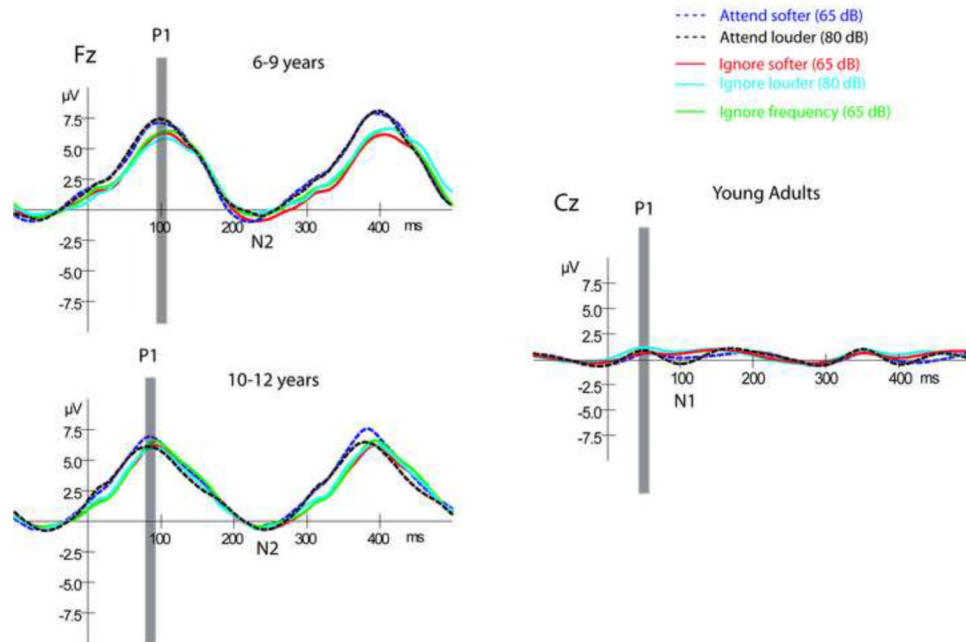 Attend softer (65 dB)
Attend louder (80 dB)
Ignore softer (65 dB)
Ignore louder (80 dB)
Ignore frequency (65 dB)
P1
Fz
6-9 years
µV
7.5
5.0
2.5
-2.5
-5.0
-7.5
100
200
300
400
ms
N2
P1
10-12 years
µV
7.5
5.0
2.5
-2.5
-5.0
-7.5
100
200
300
400
ms
N2
Young Adults
Cz
P1
µV
7.5
5.0
2.5
-2.5
-5.0
-7.5
100
200
300
400
ms
N1